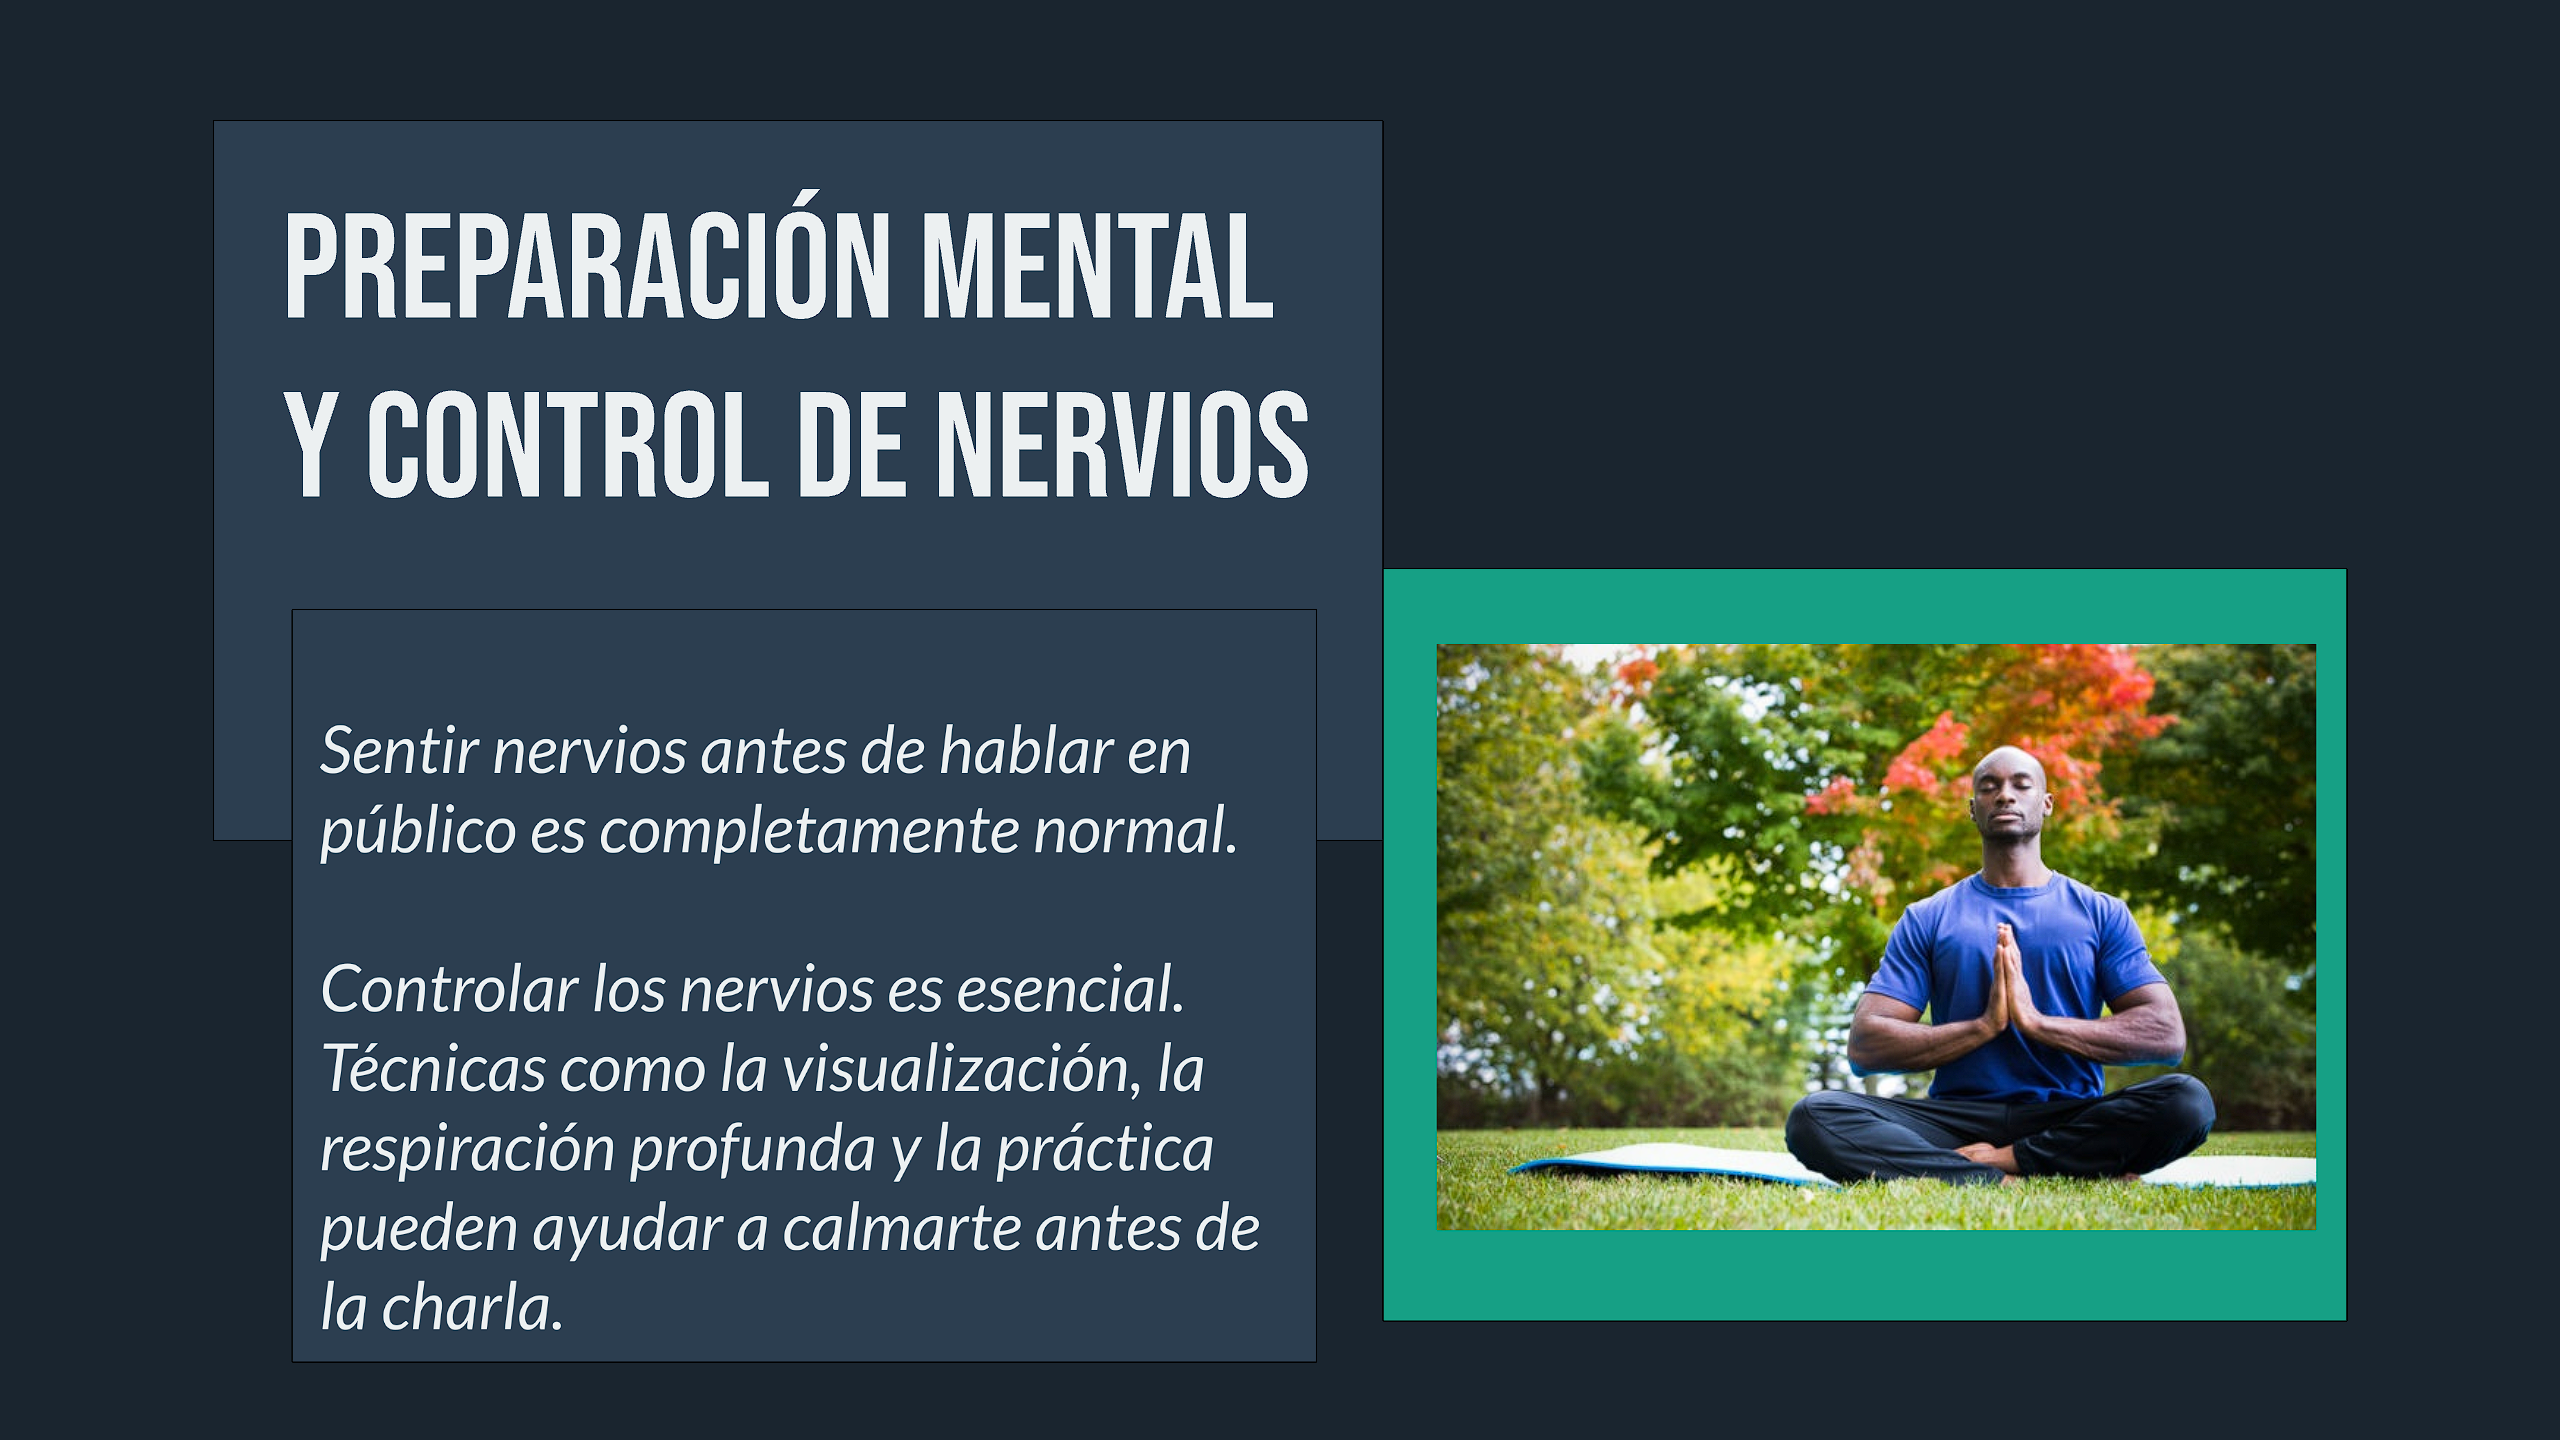 PREPARACIÓN MENTAL
Y CONTROL DE NERVIOS
Sentir nervios antes de hablar en
público es completamente normal.
Controlar los nervios es esencial.
Técnicas como la visualización, la
respiración profunda y la práctica
pueden ayudar a calmarte antes de
la charla.